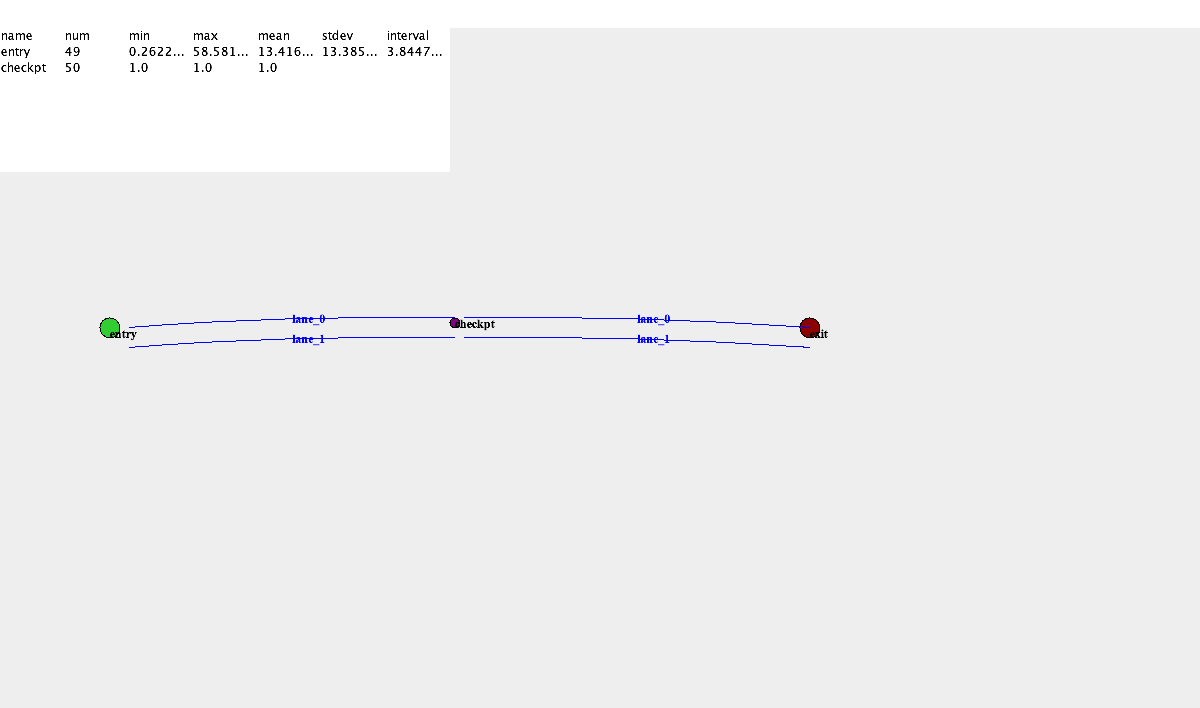 name num min max mean stdev interval
entry 49 0.2622... 58.581... 13.416... 13.385... 3.8447...
checkpt 50 1.0 1.0 1.0
lane_0 lane_0
entry checkpt exit
lane_1 lane_1